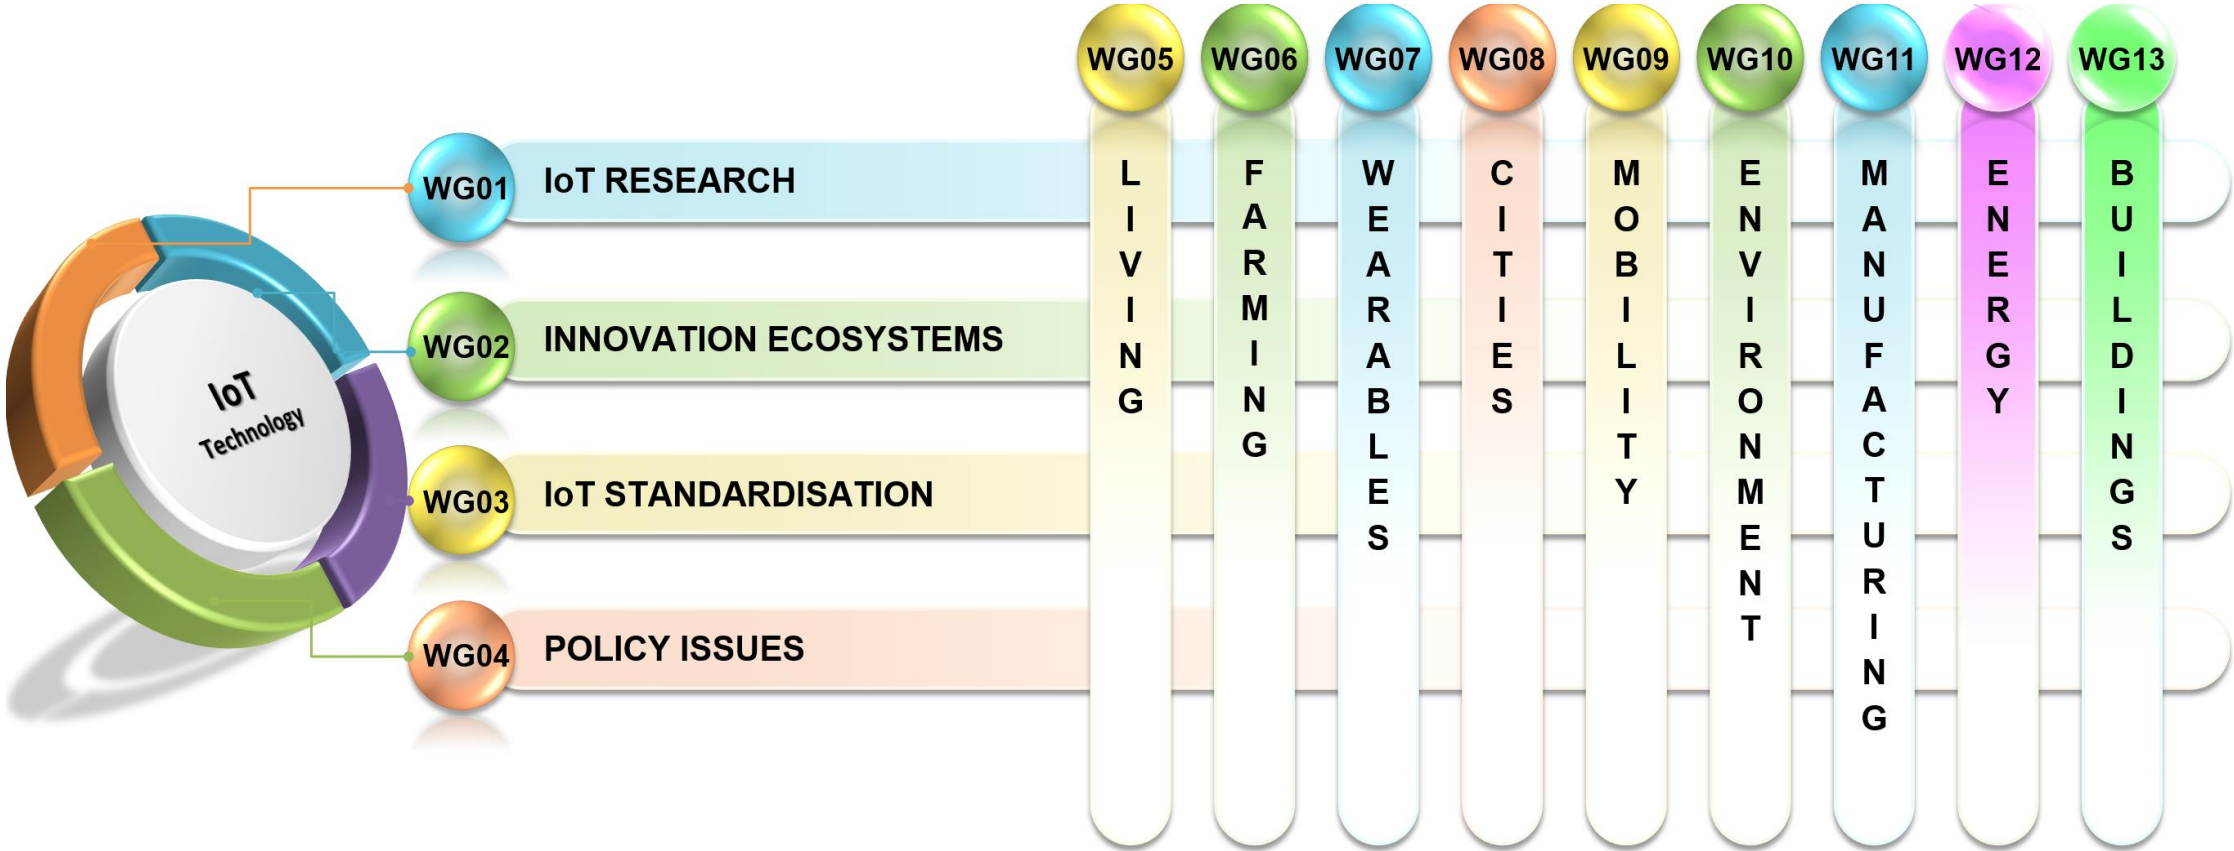 WG05 WG06 WG07 WG08 WG09 WG10 WG11 WG12 WG13
WG01 IoT RESEARCH
WG02 INNOVATION ECOSYSTEMS
WG03 IoT STANDARDISATION
WG04 POLICY ISSUES
IoT
Technology
LIVING
FARMING
WEARABLES
CITIES
MOBILITY
ENVIRONMENT
MANUFACTURING
ENERGY
BUILDINGS